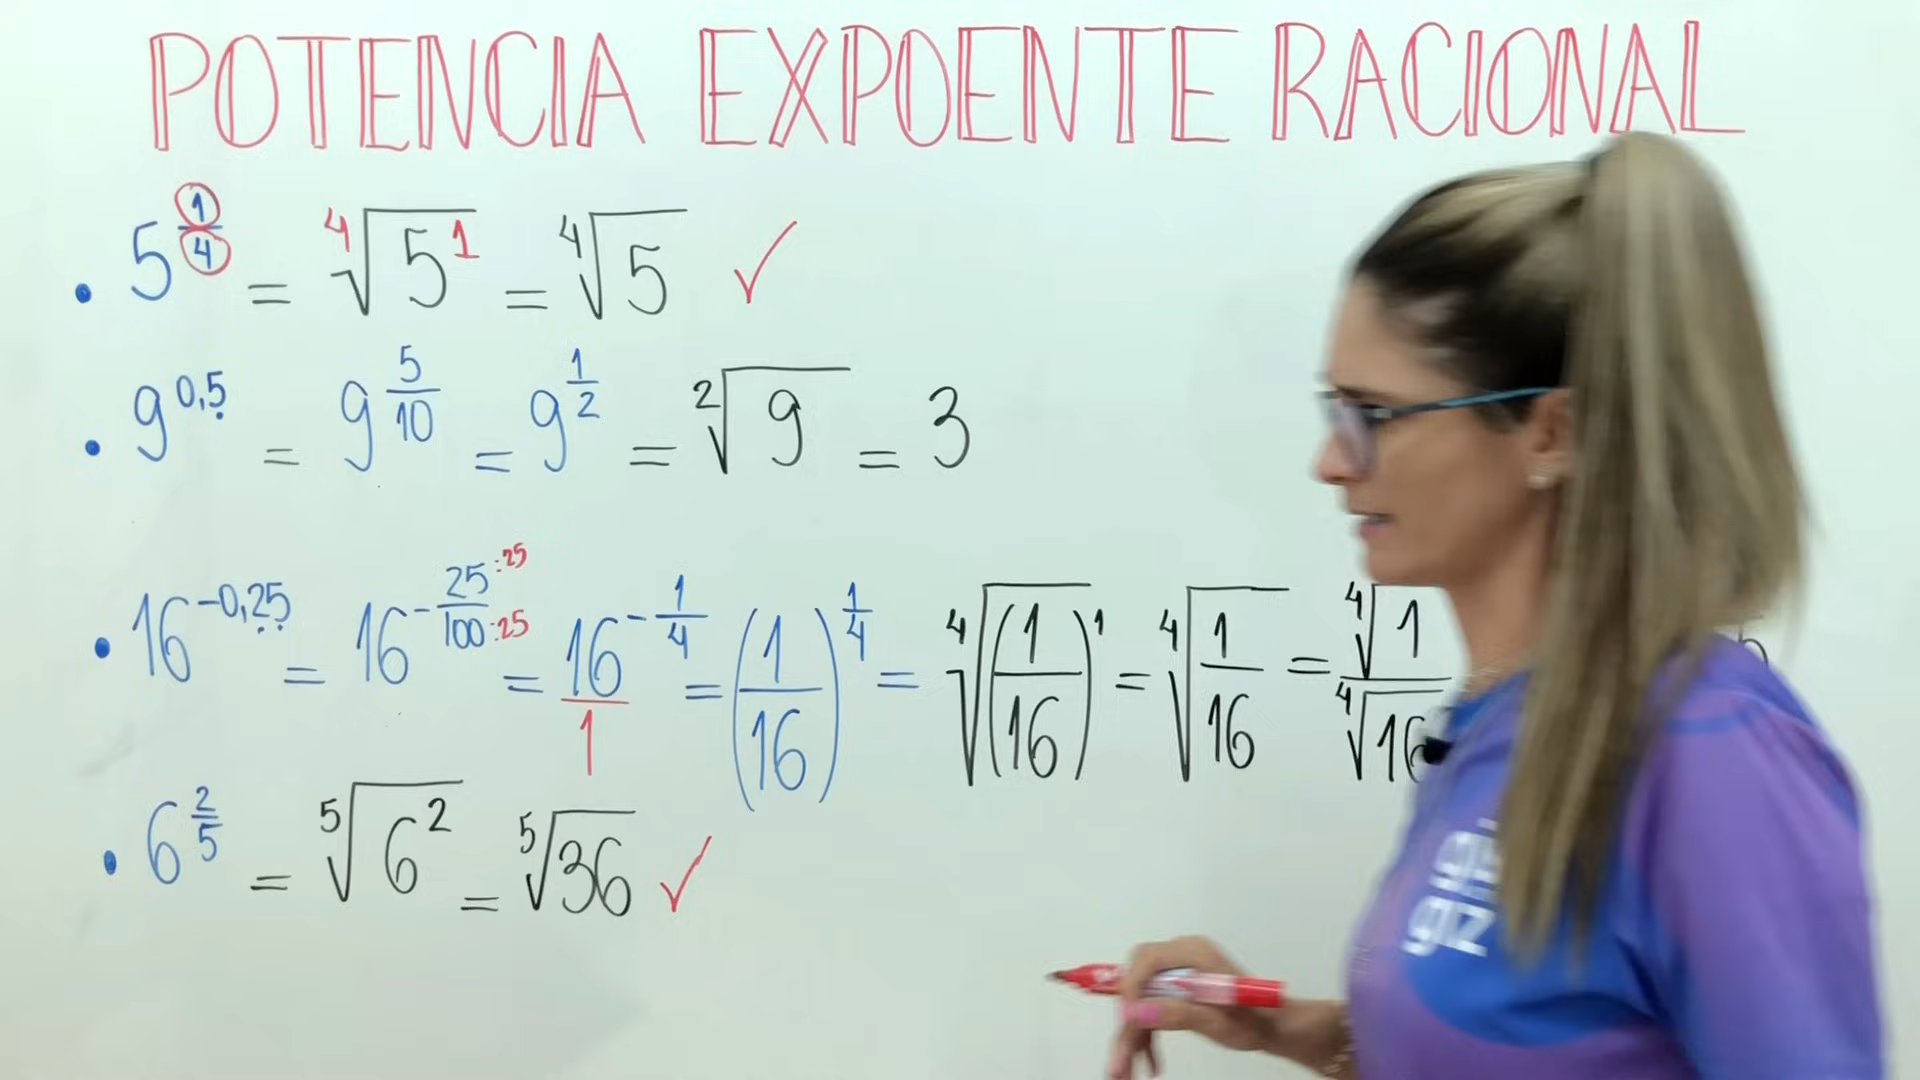 POTENCIA EXPOENTE RACIONAL
• 5^(1/4) = ⁴√5¹ = ⁴√5 ✓
• 9^(0,5) = 9^(5/10) = 9^(1/2) = ²√9 = 3
• 16^(-0,25) = 16^(-25:25/100:25) = 16/1^(-1/4) = (1/16)^(1/4) = ⁴√(1/16)¹ = ⁴√(1/16) = ⁴√1/⁴√16
• 6^(2/5) = ⁵√6² = ⁵√36 ✓
giz